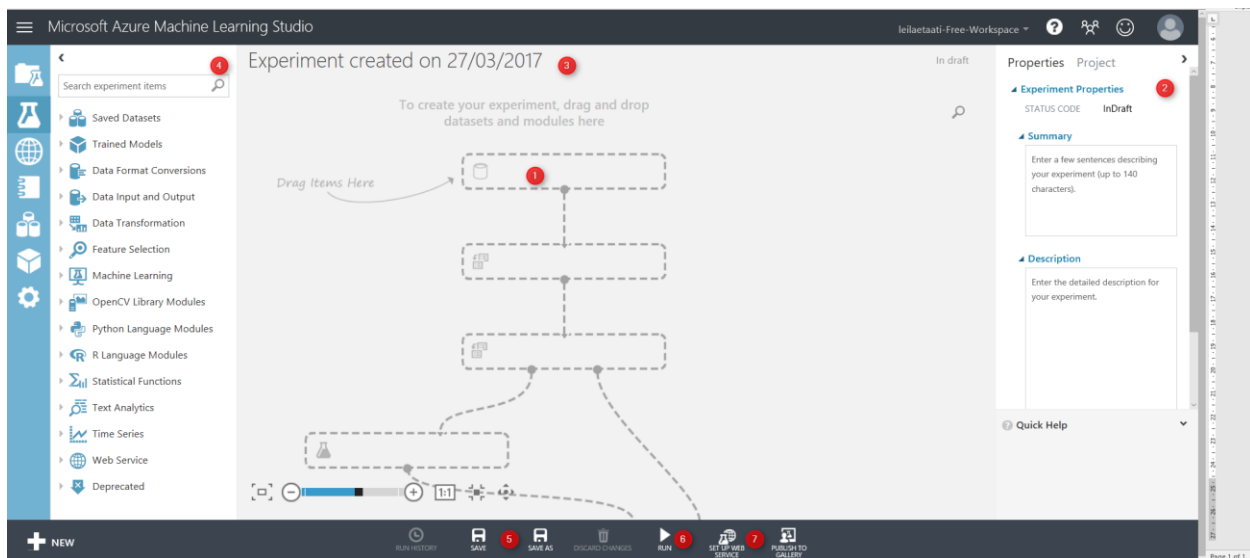 Microsoft Azure Machine Learning Studio
leilaetaati-Free-Workspace
?
4
Search experiment items
Saved Datasets
Trained Models
Data Format Conversions
Data Input and Output
Data Transformation
Feature Selection
Machine Learning
OpenCV Library Modules
Python Language Modules
R Language Modules
Statistical Functions
Text Analytics
Time Series
Web Service
Deprecated
Experiment created on 27/03/2017
3
In draft
To create your experiment, drag and drop
datasets and modules here
Drag Items Here
1
1:1
Properties Project
Experiment Properties
2
STATUS CODE InDraft
Summary
Enter a few sentences describing
your experiment (up to 140
characters).
Description
Enter the detailed description for
your experiment.
Quick Help
NEW
RUN HISTORY
SAVE
5
SAVE AS
DISCARD CHANGES
RUN
6
SET UP WEB
SERVICE
7
PUBLISH TO
GALLERY
Page 1 of 1